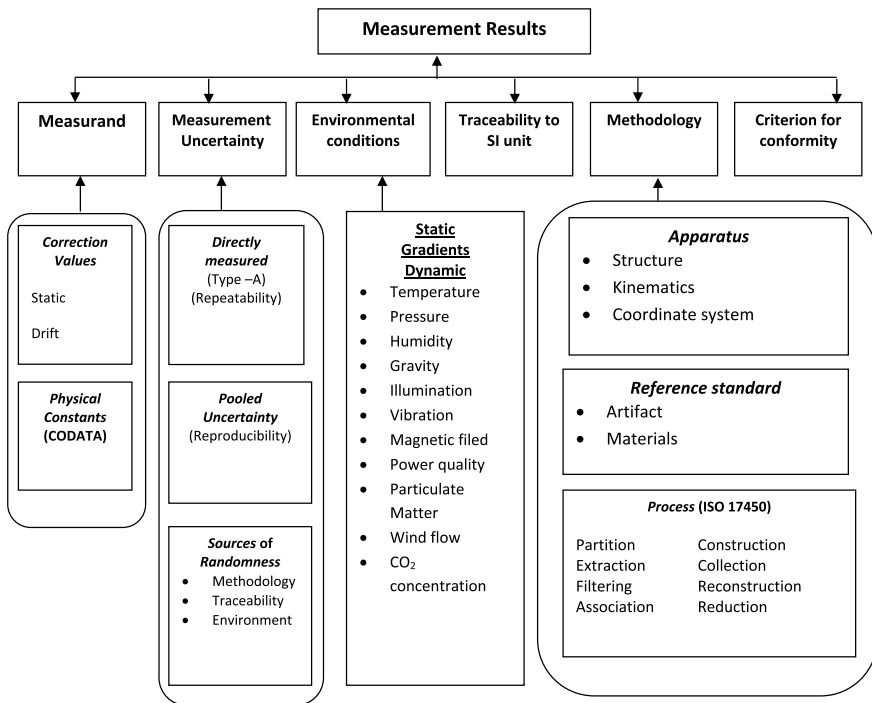 Measurement Results
Measurand
Measurement
Uncertainty
Environmental
conditions
Traceability to
SI unit
Methodology
Criterion for
conformity
Correction
Values
Static
Drift
Physical
Constants
(CODATA)
Directly
measured
(Type –A)
(Repeatability)
Pooled
Uncertainty
(Reproducibility)
Sources of
Randomness
• Methodology
• Traceability
• Environment
Static
Gradients
Dynamic
• Temperature
• Pressure
• Humidity
• Gravity
• Illumination
• Vibration
• Magnetic filed
• Power quality
• Particulate
Matter
• Wind flow
• CO₂
concentration
Apparatus
• Structure
• Kinematics
• Coordinate system
Reference standard
• Artifact
• Materials
Process (ISO 17450)
Partition Construction
Extraction Collection
Filtering Reconstruction
Association Reduction